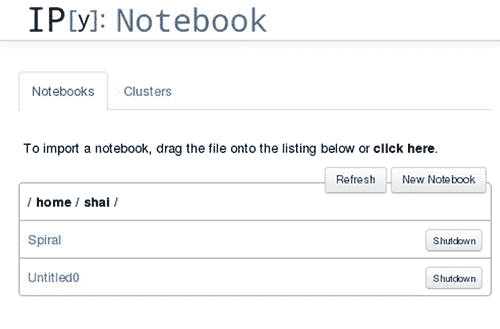 IP[y]: Notebook
Notebooks Clusters
To import a notebook, drag the file onto the listing below or click here.
Refresh New Notebook
/ home / shai /
Spiral Shutdown
Untitled0 Shutdown